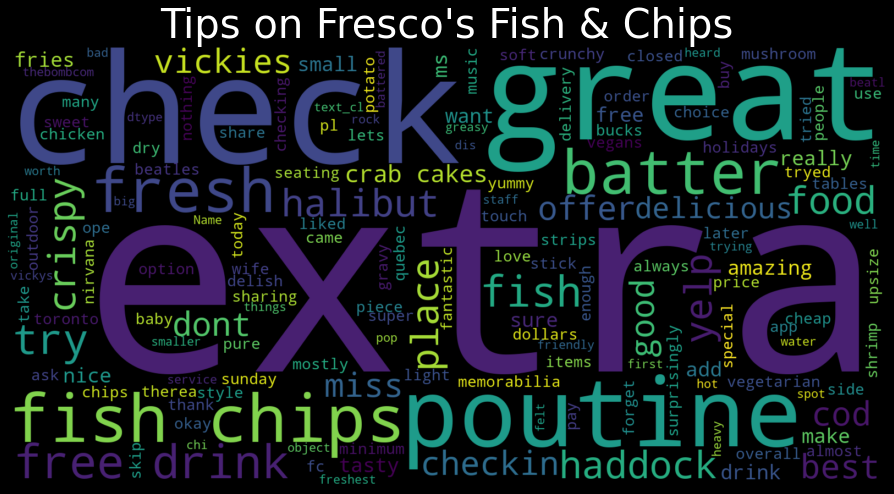 Tips on Fresco's Fish & Chips
bad
fries
vickies
small
battered
ms
music
soft
crunchy
closed
heard
mushroom
thebombcom
check
great
buy
beatl
many
dtype
nothing
checking
potato
text_cl
rock
want
delivery
order
free
choice
tried
people
use
sweet
share
pl
lets
greasy
bucks
chicken
dry
dis
vegans
holidays
time
worth
beatles
seating
crab cakes
yummy
batter
really
tryed
full
fresh
halibut
staff
offer
delicious
tables
food
big
Name
touch
original
outdoor
ope
crispy
today
liked
came
gravy
quebec
love
strips
later
trying
well
nirvana
option
wife
delish
extra
place
fantastic
stick
enough
always
yelp
amazing
upsize
vickys
take
sharing
things
piece
super
fish
price
toronto
baby
dont
pure
pop
sure
dollars
good
special
app
cheap
try
smaller
friendly
items
water
shrimp
mostly
first
surprisingly
add
ask
nice
service
sunday
miss
light
memorabilia
hot
vegetarian
chips
therea
style
forget
spot
side
fish chips
thank
poutine
felt
pay
cod
okay
heavy
make
skip
chi
object
minimum
overall
almost
free drink
fc
tasty
checkin
haddock
drink
best
freshest